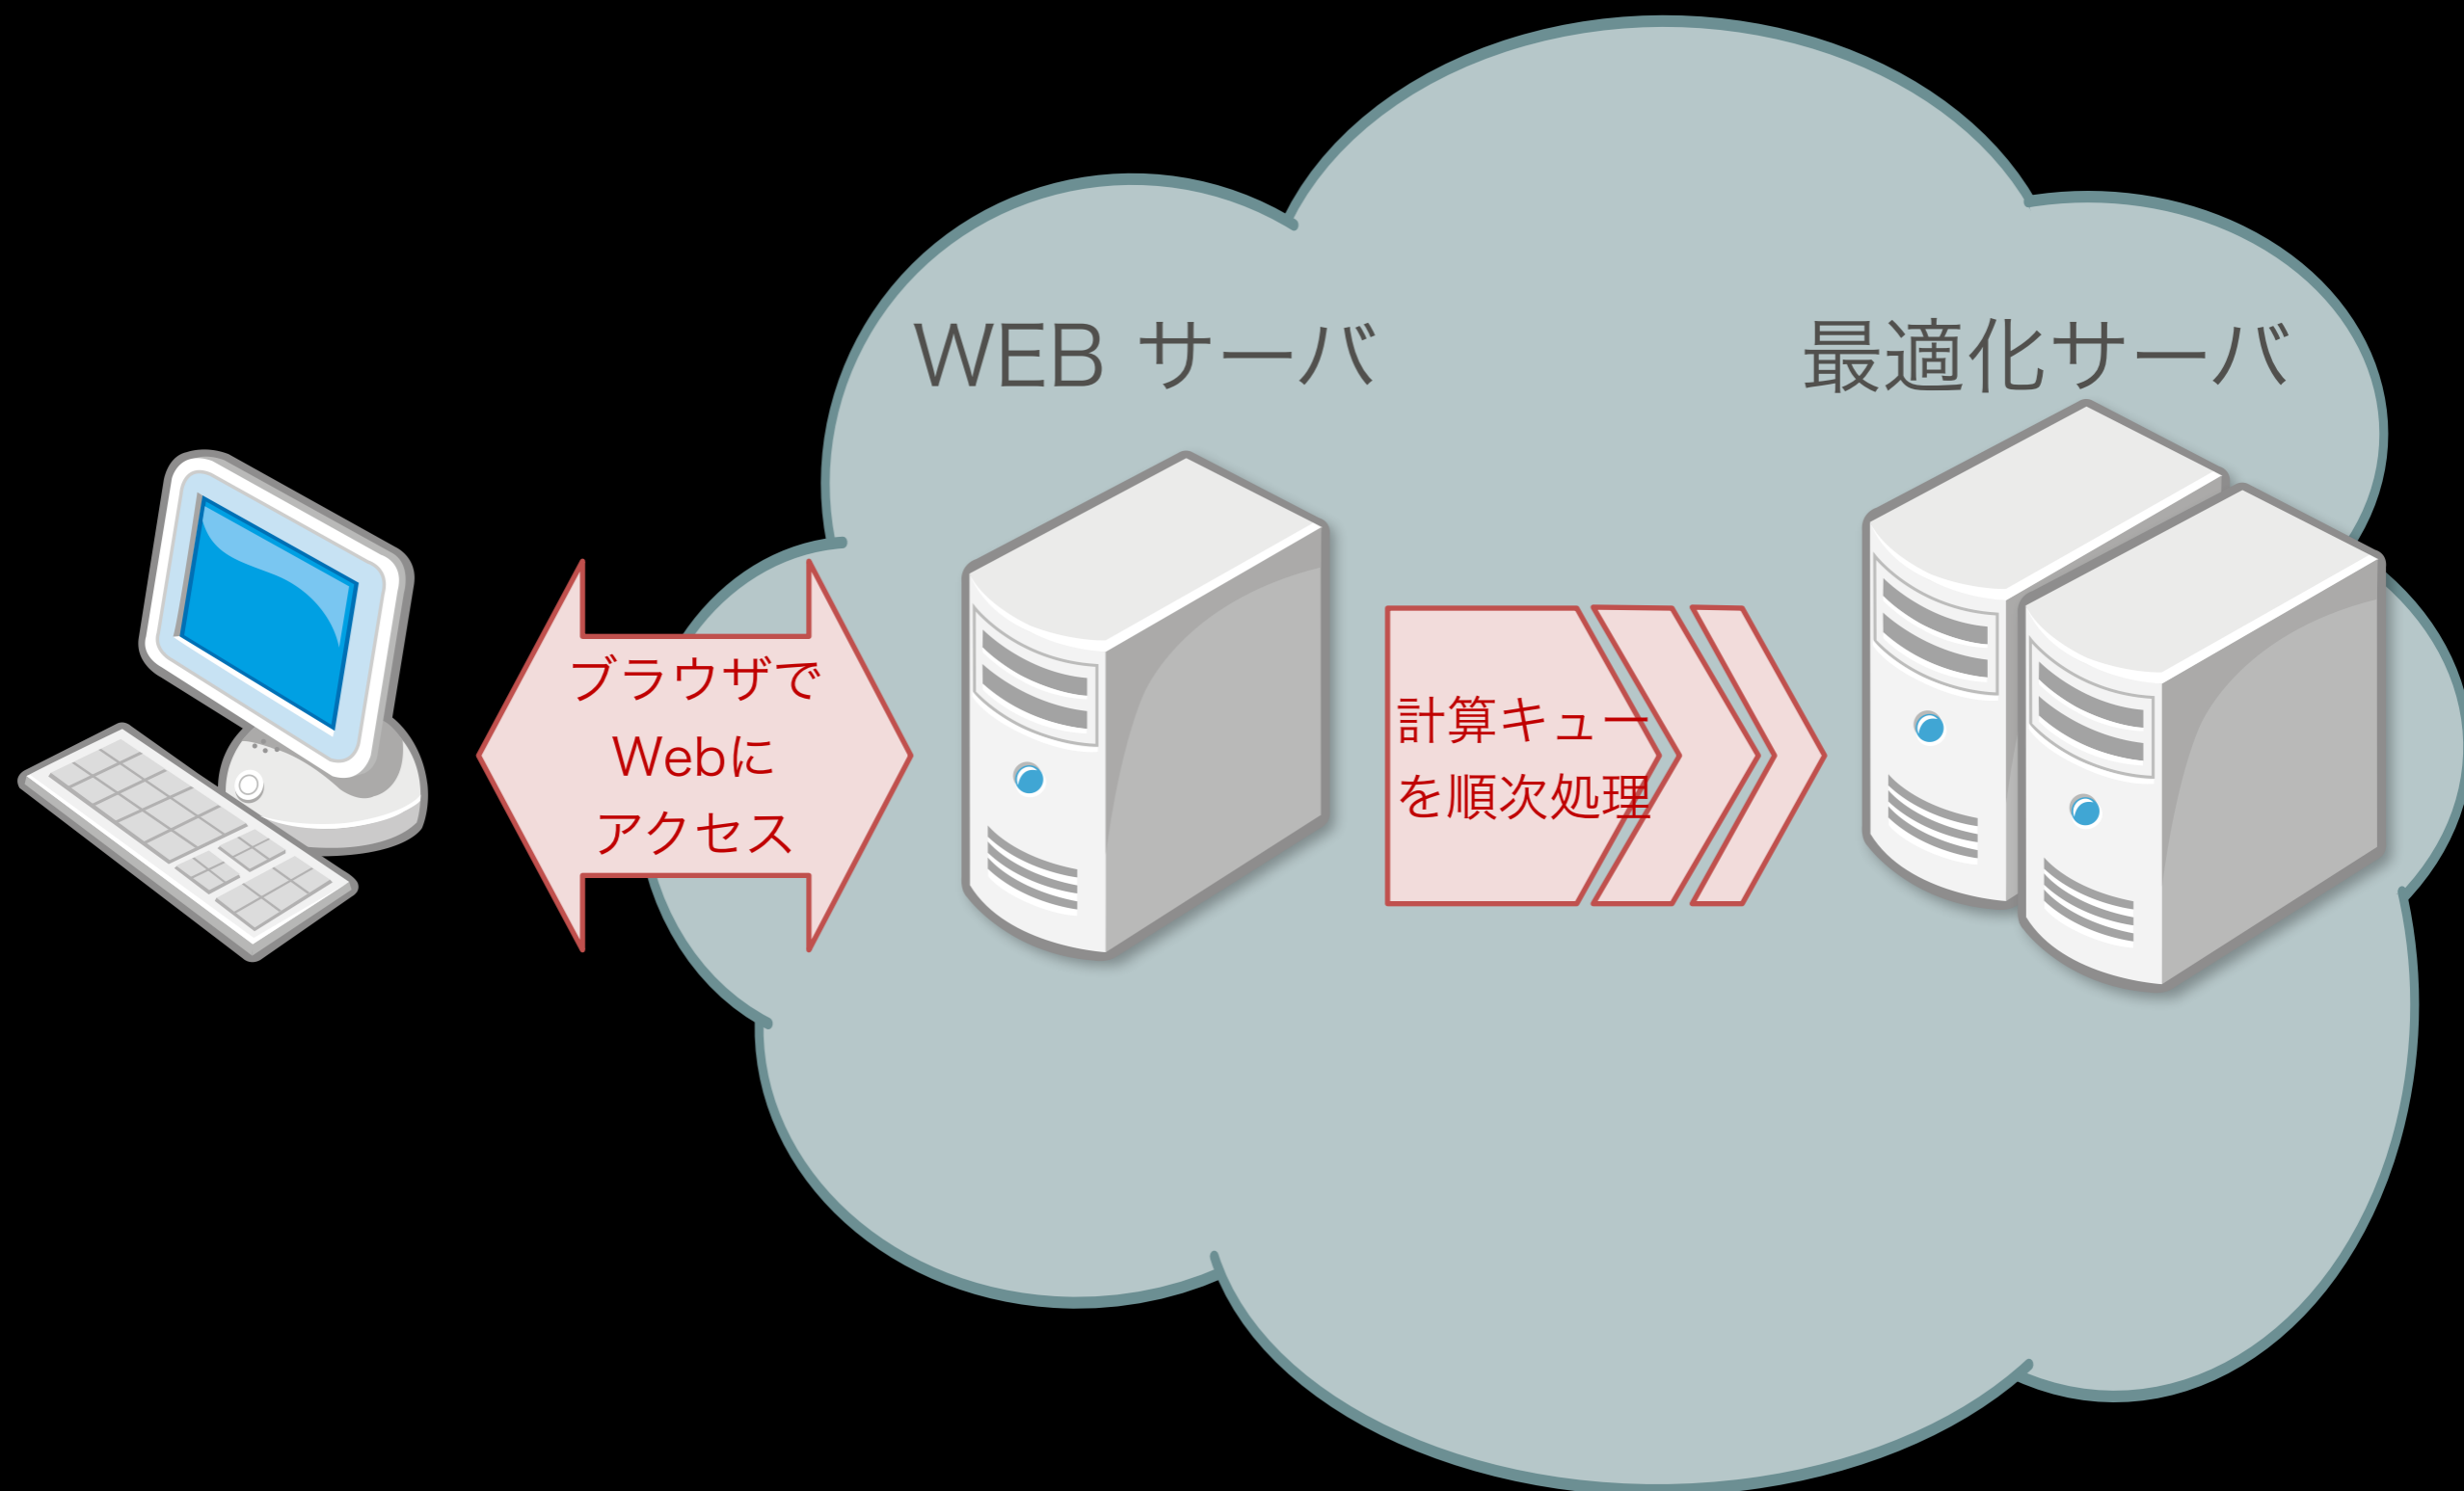 WEB サーバ
最適化サーバ
ブラウザで
Webに
アクセス
計算キュー
を順次処理